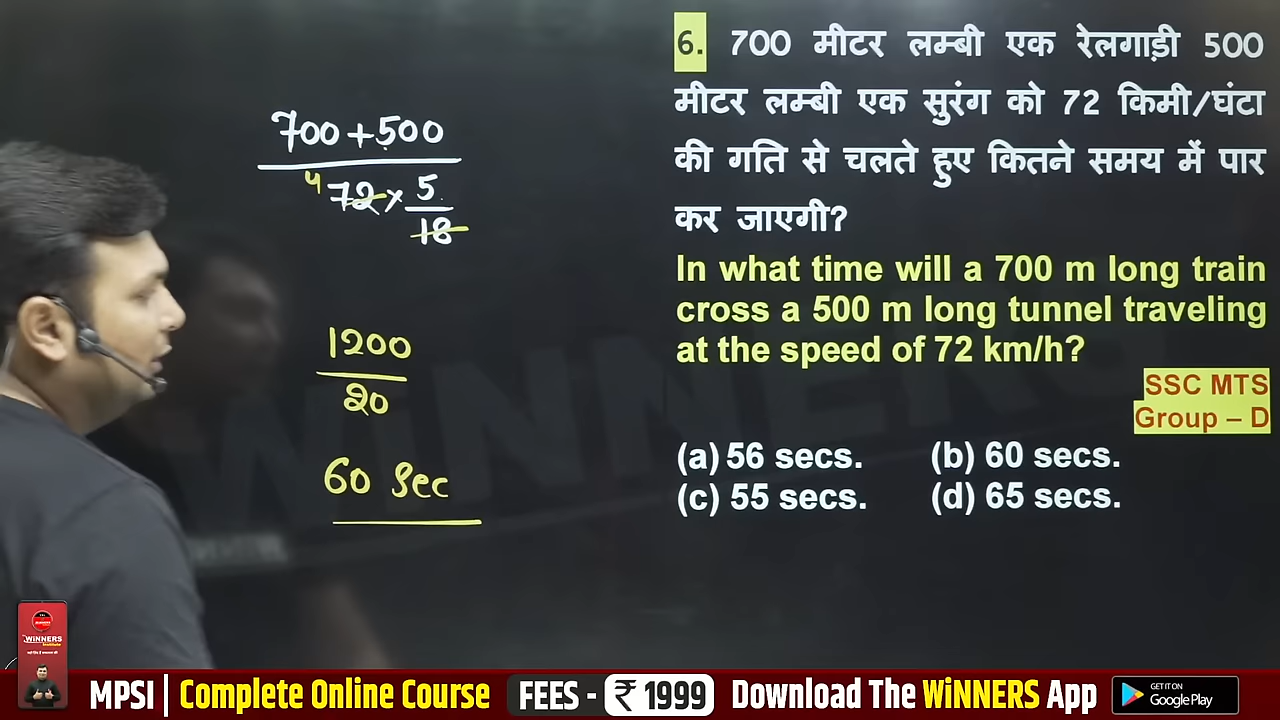 6. 700 मीटर लम्बी एक रेलगाड़ी 500
मीटर लम्बी एक सुरंग को 72 किमी/घंटा
की गति से चलते हुए कितने समय में पार
कर जाएगी?
In what time will a 700 m long train
cross a 500 m long tunnel traveling
at the speed of 72 km/h?
SSC MTS
Group – D
(a) 56 secs. (b) 60 secs.
(c) 55 secs. (d) 65 secs.
700+500
4 72 × 5
18
1200
20
60 Sec
WINNERS
WiNNERS
institute
MPSI | Complete Online Course FEES - ₹ 1999 Download The WiNNERS App
GET IT ON
Google Play